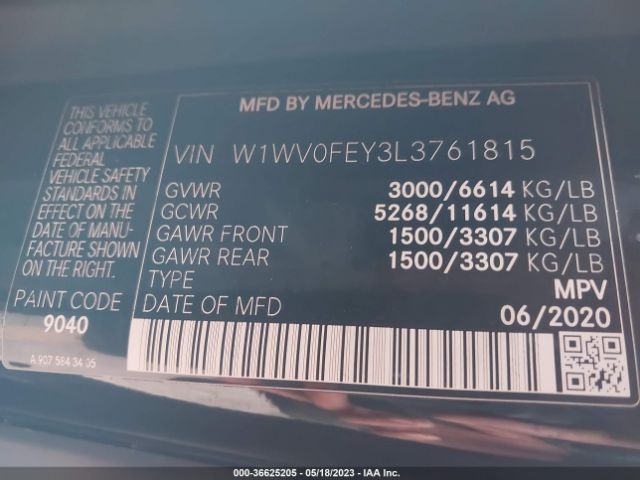 MFD BY MERCEDES-BENZ AG
THIS VEHICLE
CONFORMS TO
ALL APPLICABLE
FEDERAL
VEHICLE SAFETY
STANDARDS IN
EFFECT ON THE
DATE OF MANU-
FACTURE SHOWN
ON THE RIGHT.
PAINT CODE
9040
A 907 584 34 05
VIN W1WV0FEY3L3761815
GVWR 3000/6614 KG/LB
GCWR 5268/11614 KG/LB
GAWR FRONT 1500/3307 KG/LB
GAWR REAR 1500/3307 KG/LB
TYPE MPV
DATE OF MFD 06/2020
000-36625205 - 05/18/2023 - IAA Inc.